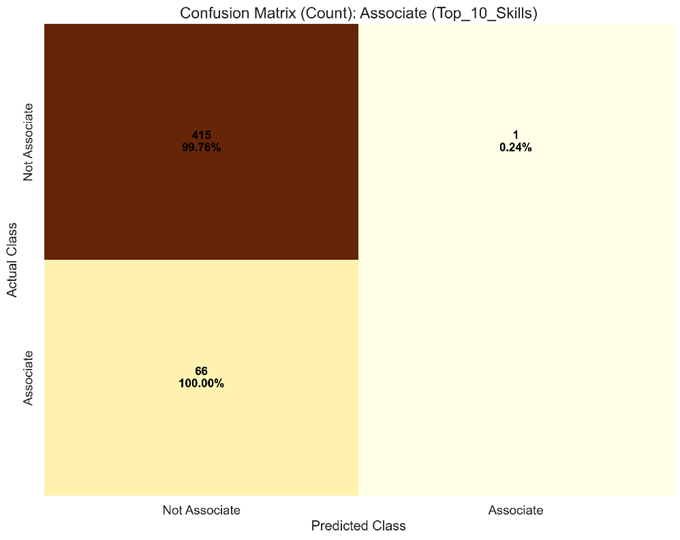 Confusion Matrix (Count): Associate (Top_10_Skills)
Not Associate
415
99.76%
1
0.24%
Actual Class
Associate
66
100.00%
Not Associate
Associate
Predicted Class